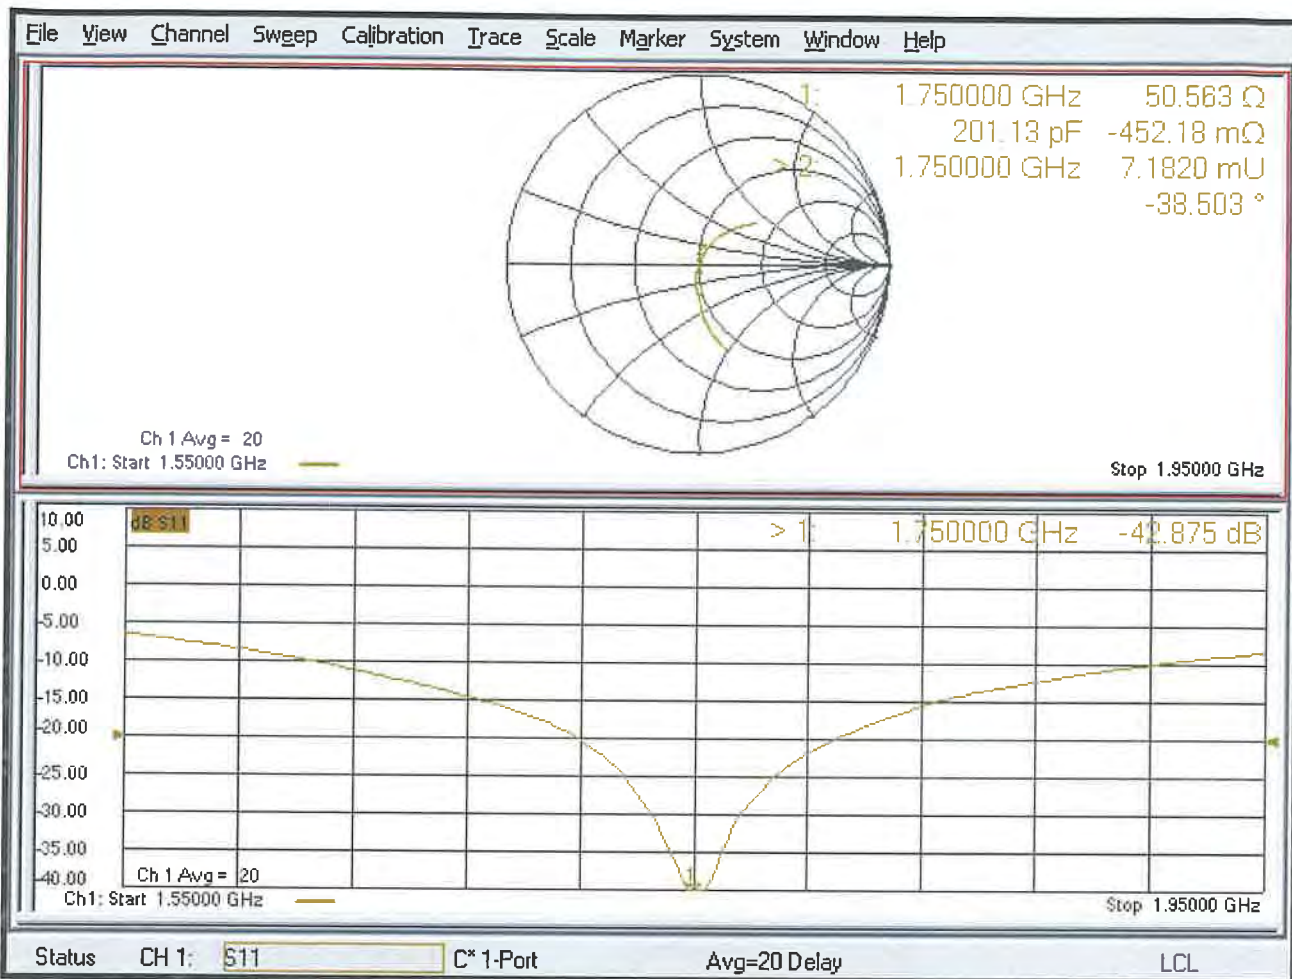 File View Channel Sweep Calibration Trace Scale Marker System Window Help
1: 1.750000 GHz 50.563 Ω
201.13 pF -452.18 mΩ
> 2: 1.750000 GHz 7.1820 mU
-38.503 °
Ch 1 Avg = 20
Ch1: Start 1.55000 GHz
Stop 1.95000 GHz
10.00
dB S11
> 1: 1.750000 GHz -42.875 dB
5.00
0.00
-5.00
-10.00
-15.00
-20.00
-25.00
-30.00
-35.00
-40.00
1
Ch 1 Avg = 20
Ch1: Start 1.55000 GHz
Stop 1.95000 GHz
Status CH 1: S11 C* 1-Port Avg=20 Delay LCL